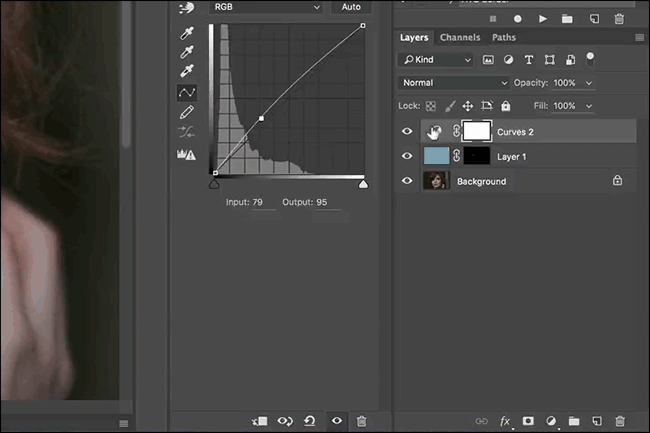 RGB
Auto
Input: 79 Output: 95
Layers Channels Paths
Kind
Normal Opacity: 100%
Lock: Fill: 100%
Curves 2
Layer 1
Background
fx